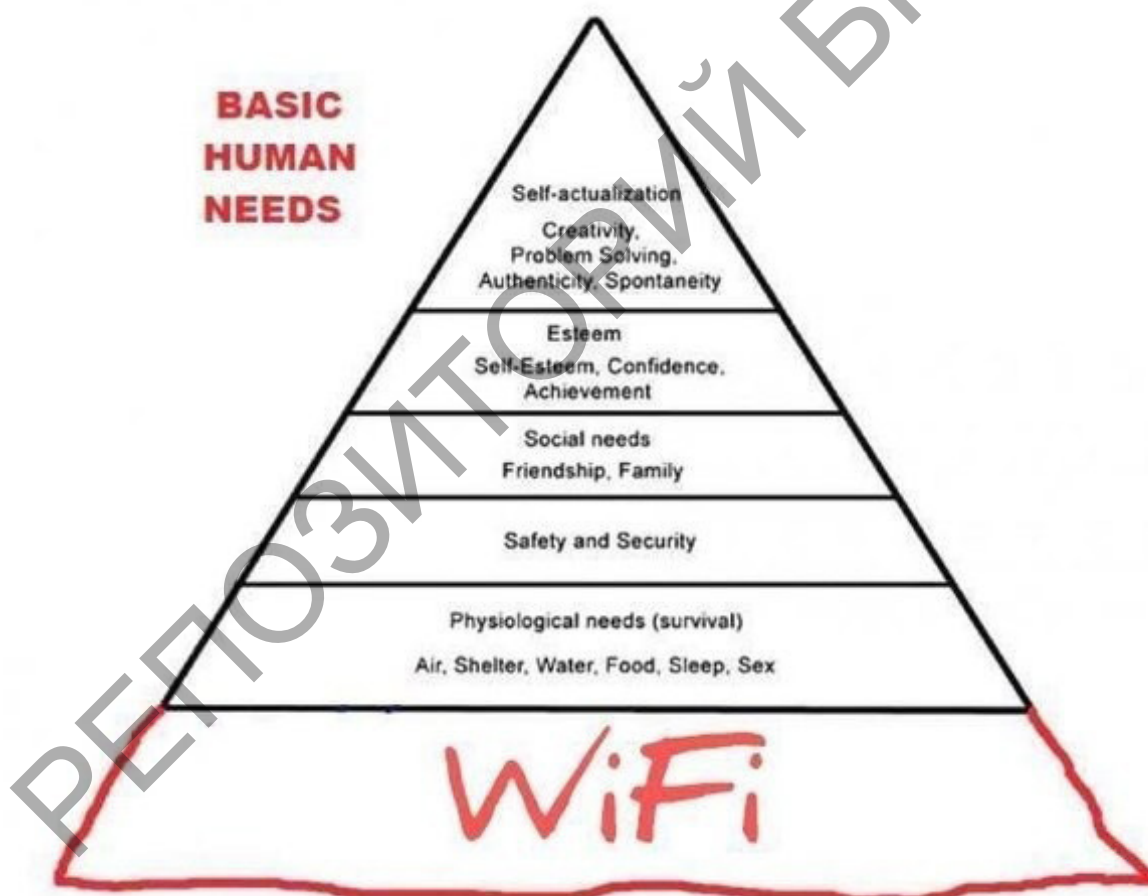 BASIC
HUMAN
NEEDS
Self-actualization
Creativity,
Problem Solving,
Authenticity, Spontaneity
Esteem
Self-Esteem, Confidence,
Achievement
Social needs
Friendship, Family
Safety and Security
Physiological needs (survival)
Air, Shelter, Water, Food, Sleep, Sex
WiFi
РЕПОЗИТОРИЙ